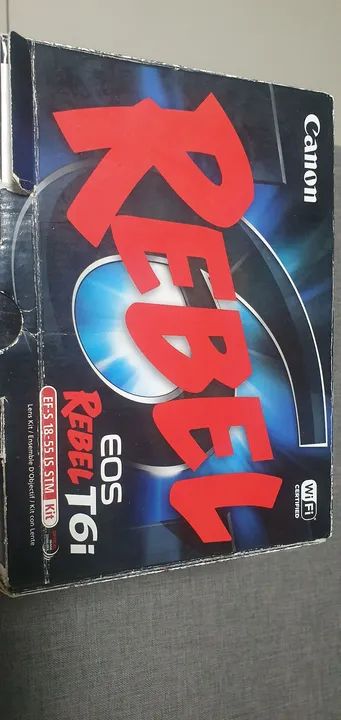 Canon
REBEL
Wi Fi
CERTIFIED
EOS
REBEL T6i
EF-S 18-55 IS STM Kit
Lens Kit / Ensemble D'Objectif / Kit con Lente